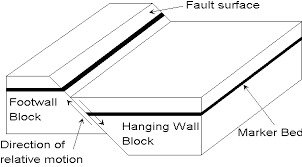 Fault surface
Footwall
Block
Hanging Wall
Block
Marker Bed
Direction of
relative motion